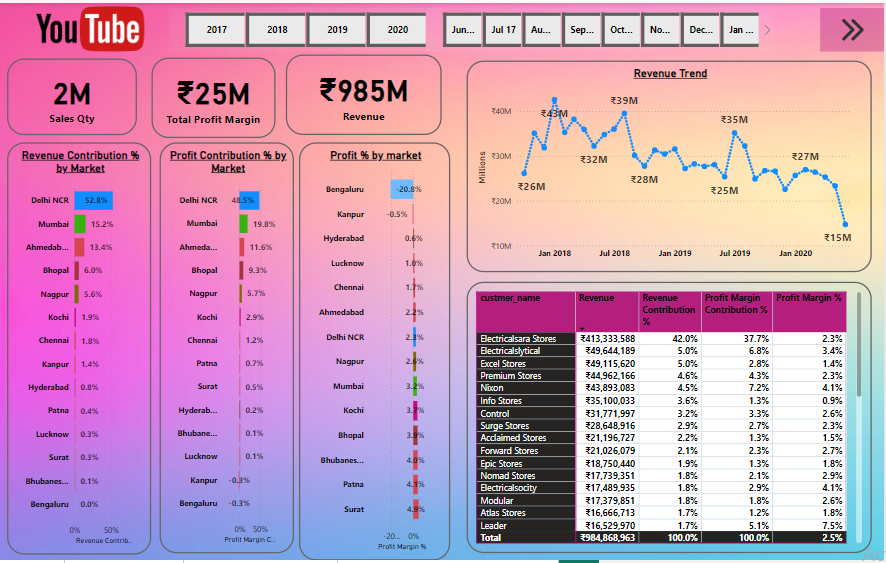 YouTube
2017 2018 2019 2020
Jun... Jul 17 Au... Sep... Oct... No... Dec... Jan ...
2M
Sales Qty
₹25M
Total Profit Margin
₹985M
Revenue
Revenue Contribution %
by Market
Delhi NCR 52.8%
Mumbai 15.2%
Ahmedab... 13.4%
Bhopal 6.0%
Nagpur 5.6%
Kochi 1.9%
Chennai 1.8%
Kanpur 1.4%
Hyderabad 0.8%
Patna 0.4%
Lucknow 0.3%
Surat 0.3%
Bhubanes... 0.1%
Bengaluru 0.0%
0% 50%
Revenue Contrib...
Profit Contribution % by
Market
Delhi NCR 48.5%
Mumbai 19.8%
Ahmeda... 11.6%
Bhopal 9.3%
Nagpur 5.7%
Kochi 2.9%
Chennai 1.2%
Patna 0.7%
Surat 0.5%
Hyderab... 0.2%
Bhubane... 0.1%
Lucknow 0.1%
Kanpur -0.3%
Bengaluru -0.3%
0% 50%
Profit Margin C...
Profit % by market
Bengaluru -20.8%
Kanpur -0.5%
Hyderabad 0.6%
Lucknow 1.0%
Chennai 1.7%
Ahmedabad 2.2%
Delhi NCR 2.3%
Nagpur 2.6%
Mumbai 3.2%
Kochi 3.7%
Bhopal 3.9%
Bhubanes... 4.0%
Patna 4.1%
Surat 4.9%
-20... 0%
Profit Margin %
Revenue Trend
Millions
₹40M
₹30M
₹20M
₹10M
₹26M
₹43M
₹32M
₹39M
₹28M
₹25M
₹35M
₹27M
₹15M
Jan 2018 Jul 2018 Jan 2019 Jul 2019 Jan 2020
custmer_name Revenue Revenue Profit Margin Profit Margin %
Contribution Contribution %
%
Electricalsara Stores ₹413,333,588 42.0% 37.7% 2.3%
Electricalslytical ₹49,644,189 5.0% 6.8% 3.4%
Excel Stores ₹49,115,620 5.0% 2.8% 1.4%
Premium Stores ₹44,962,166 4.6% 4.3% 2.3%
Nixon ₹43,893,083 4.5% 7.2% 4.1%
Info Stores ₹35,100,033 3.6% 1.3% 0.9%
Control ₹31,771,997 3.2% 3.3% 2.6%
Surge Stores ₹28,648,916 2.9% 2.7% 2.3%
Acclaimed Stores ₹21,196,727 2.2% 1.3% 1.5%
Forward Stores ₹21,026,079 2.1% 2.3% 2.7%
Epic Stores ₹18,750,440 1.9% 1.3% 1.8%
Nomad Stores ₹17,739,351 1.8% 2.1% 2.9%
Electricalsocity ₹17,489,935 1.8% 2.9% 4.1%
Modular ₹17,379,851 1.8% 1.8% 2.6%
Atlas Stores ₹16,666,713 1.7% 1.2% 1.8%
Leader ₹16,529,970 1.7% 5.1% 7.5%
Total ₹984,868,963 100.0% 100.0% 2.5%